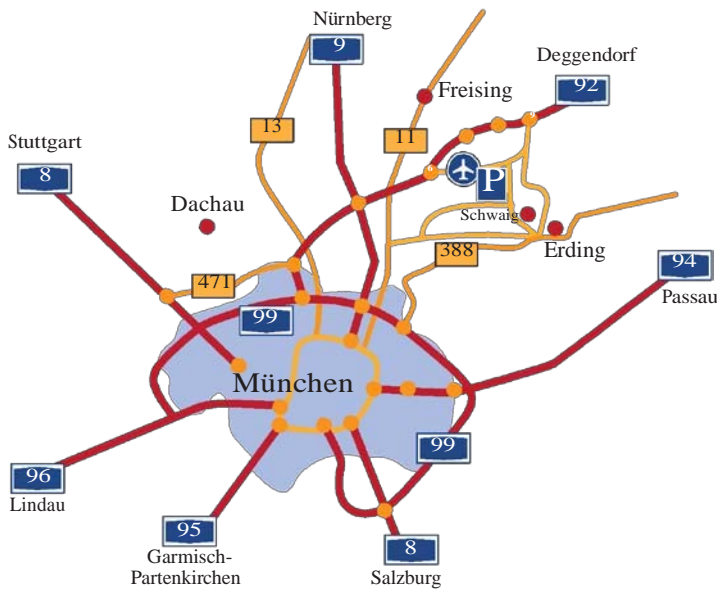 Nürnberg
9
Deggendorf
92
Freising
13
11
Stuttgart
8
P
Dachau
Schwaig
Erding
388
94
471
Passau
99
München
99
96
Lindau
95
8
Garmisch-
Partenkirchen
Salzburg